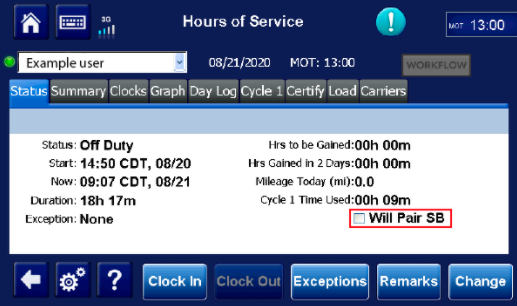 3G
Hours of Service
!
MOT 13:00
Example user
08/21/2020 MOT: 13:00
WORKFLOW
Status Summary Clocks Graph Day Log Cycle 1 Certify Load Carriers
Status: Off Duty Hrs to be Gained: 00h 00m
Start: 14:50 CDT, 08/20 Hrs Gained in 2 Days: 00h 00m
Now: 09:07 CDT, 08/21 Mileage Today (mi): 0.0
Duration: 18h 17m Cycle 1 Time Used: 00h 09m
Exception: None Will Pair SB
? Clock In Clock Out Exceptions Remarks Change